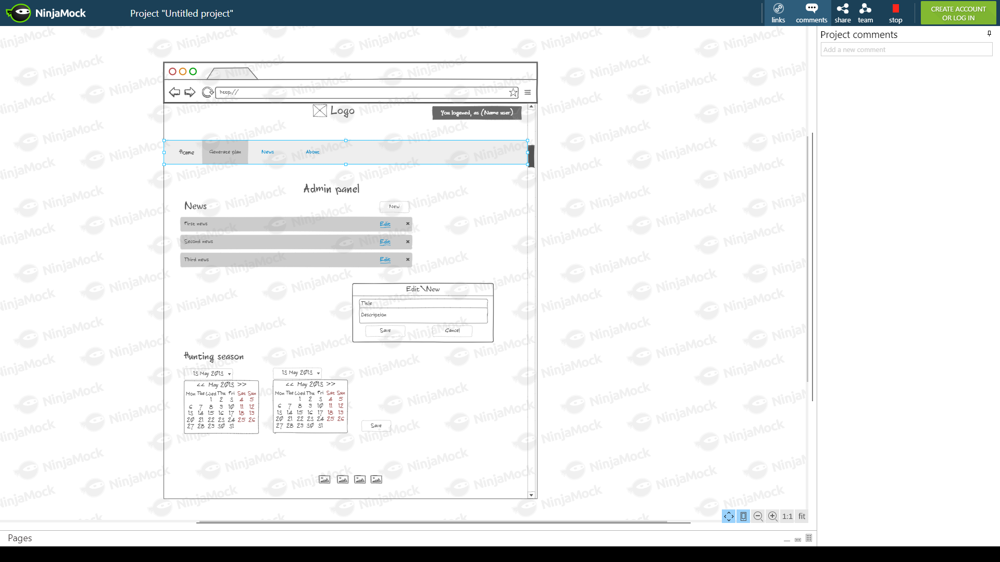 NinjaMock
Project "Untitled project"
links
comments
share
team
stop
CREATE ACCOUNT
OR LOG IN
Project comments
Add a new comment
http://
Logo
You logened, as (Name user)
Home
Generate plan
News
About
Admin panel
News
New
First news
Edit
×
Second news
Edit
×
Third news
Edit
×
Edit\New
Title
Description
Save
Cancel
Hunting season
13 May 2013
<< May 2013 >>
Mon Tue Wed Thu Fri Sat Sun
1 2 3 4 5
6 7 8 9 10 11 12
13 14 15 16 17 18 19
20 21 22 23 24 25 26
27 28 29 30 31
13 May 2013
<< May 2013 >>
Mon Tue Wed Thu Fri Sat Sun
1 2 3 4 5
6 7 8 9 10 11 12
13 14 15 16 17 18 19
20 21 22 23 24 25 26
27 28 29 30 31
Save
1:1
fit
Pages